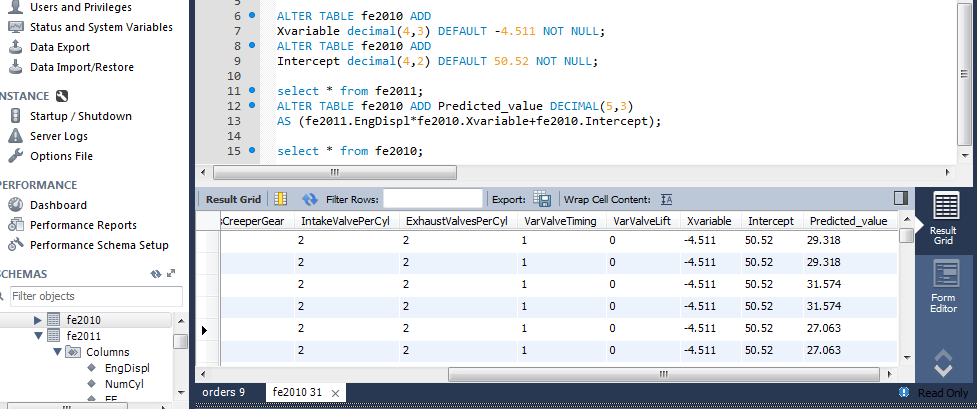 Users and Privileges
Status and System Variables
Data Export
Data Import/Restore
NSTANCE
Startup / Shutdown
Server Logs
Options File
PERFORMANCE
Dashboard
Performance Reports
Performance Schema Setup
SCHEMAS
Filter objects
fe2010
fe2011
Columns
EngDispl
NumCyl
5
6 ALTER TABLE fe2010 ADD
7 Xvariable decimal(4,3) DEFAULT -4.511 NOT NULL;
8 ALTER TABLE fe2010 ADD
9 Intercept decimal(4,2) DEFAULT 50.52 NOT NULL;
10
11 select * from fe2011;
12 ALTER TABLE fe2010 ADD Predicted_value DECIMAL(5,3)
13 AS (fe2011.EngDispl*fe2010.Xvariable+fe2010.Intercept);
14
15 select * from fe2010;
Result Grid Filter Rows: Export: Wrap Cell Content: IA
sCreeperGear IntakeValvePerCyl ExhaustValvesPerCyl VarValveTiming VarValveLift Xvariable Intercept Predicted_value
2 2 1 0 -4.511 50.52 29.318
2 2 1 0 -4.511 50.52 29.318
2 2 1 0 -4.511 50.52 31.574
2 2 1 0 -4.511 50.52 31.574
2 2 1 0 -4.511 50.52 27.063
2 2 1 0 -4.511 50.52 27.063
Result
Grid
Form
Editor
orders 9 fe2010 31
Read Only